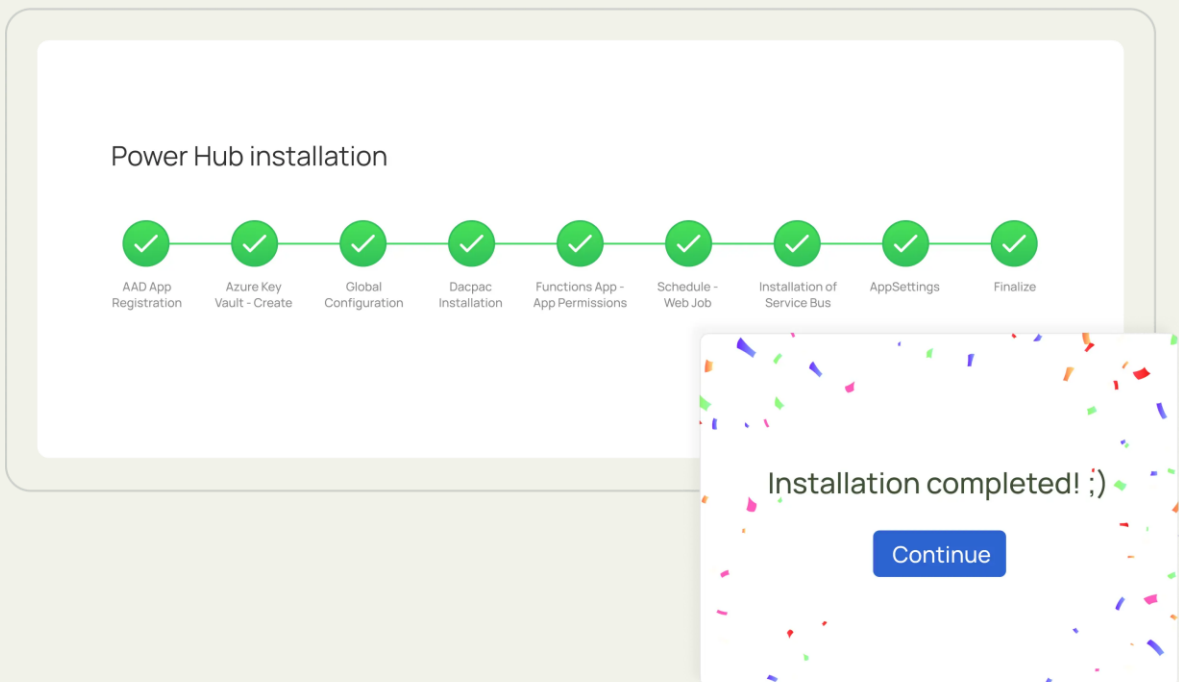 Power Hub installation
AAD App
Registration
Azure Key
Vault - Create
Global
Configuration
Dacpac
Installation
Functions App -
App Permissions
Schedule -
Web Job
Installation of
Service Bus
AppSettings
Finalize
Installation completed! ;)
Continue